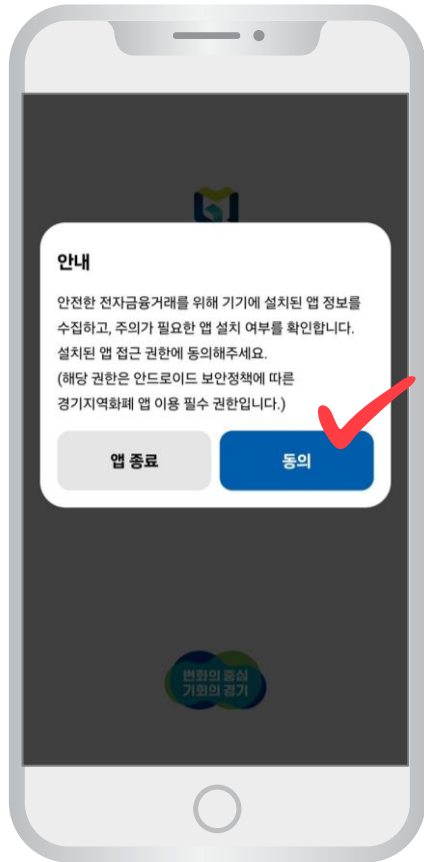 안내
안전한 전자금융거래를 위해 기기에 설치된 앱 정보를
수집하고, 주의가 필요한 앱 설치 여부를 확인합니다.
설치된 앱 접근 권한에 동의해주세요.
(해당 권한은 안드로이드 보안정책에 따른
경기지역화폐 앱 이용 필수 권한입니다.)
앱 종료
동의
변화의 중심
기회의 경기